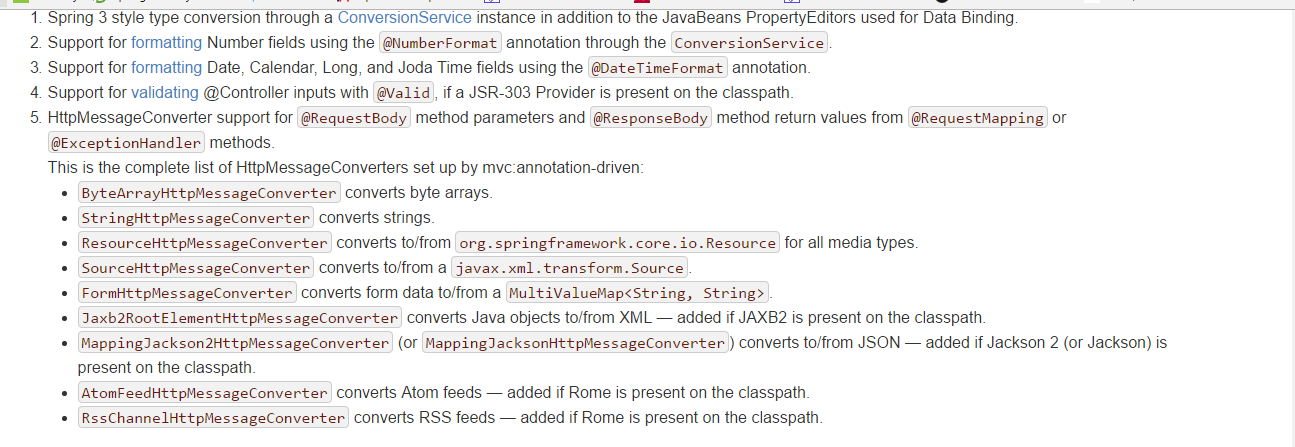 1. Spring 3 style type conversion through a ConversionService instance in addition to the JavaBeans PropertyEditors used for Data Binding.
2. Support for formatting Number fields using the @NumberFormat annotation through the ConversionService.
3. Support for formatting Date, Calendar, Long, and Joda Time fields using the @DateTimeFormat annotation.
4. Support for validating @Controller inputs with @Valid, if a JSR-303 Provider is present on the classpath.
5. HttpMessageConverter support for @RequestBody method parameters and @ResponseBody method return values from @RequestMapping or
@ExceptionHandler methods.
This is the complete list of HttpMessageConverters set up by mvc:annotation-driven:
• ByteArrayHttpMessageConverter converts byte arrays.
• StringHttpMessageConverter converts strings.
• ResourceHttpMessageConverter converts to/from org.springframework.core.io.Resource for all media types.
• SourceHttpMessageConverter converts to/from a javax.xml.transform.Source.
• FormHttpMessageConverter converts form data to/from a MultiValueMap<String, String>.
• Jaxb2RootElementHttpMessageConverter converts Java objects to/from XML — added if JAXB2 is present on the classpath.
• MappingJackson2HttpMessageConverter (or MappingJacksonHttpMessageConverter) converts to/from JSON — added if Jackson 2 (or Jackson) is
present on the classpath.
• AtomFeedHttpMessageConverter converts Atom feeds — added if Rome is present on the classpath.
• RssChannelHttpMessageConverter converts RSS feeds — added if Rome is present on the classpath.